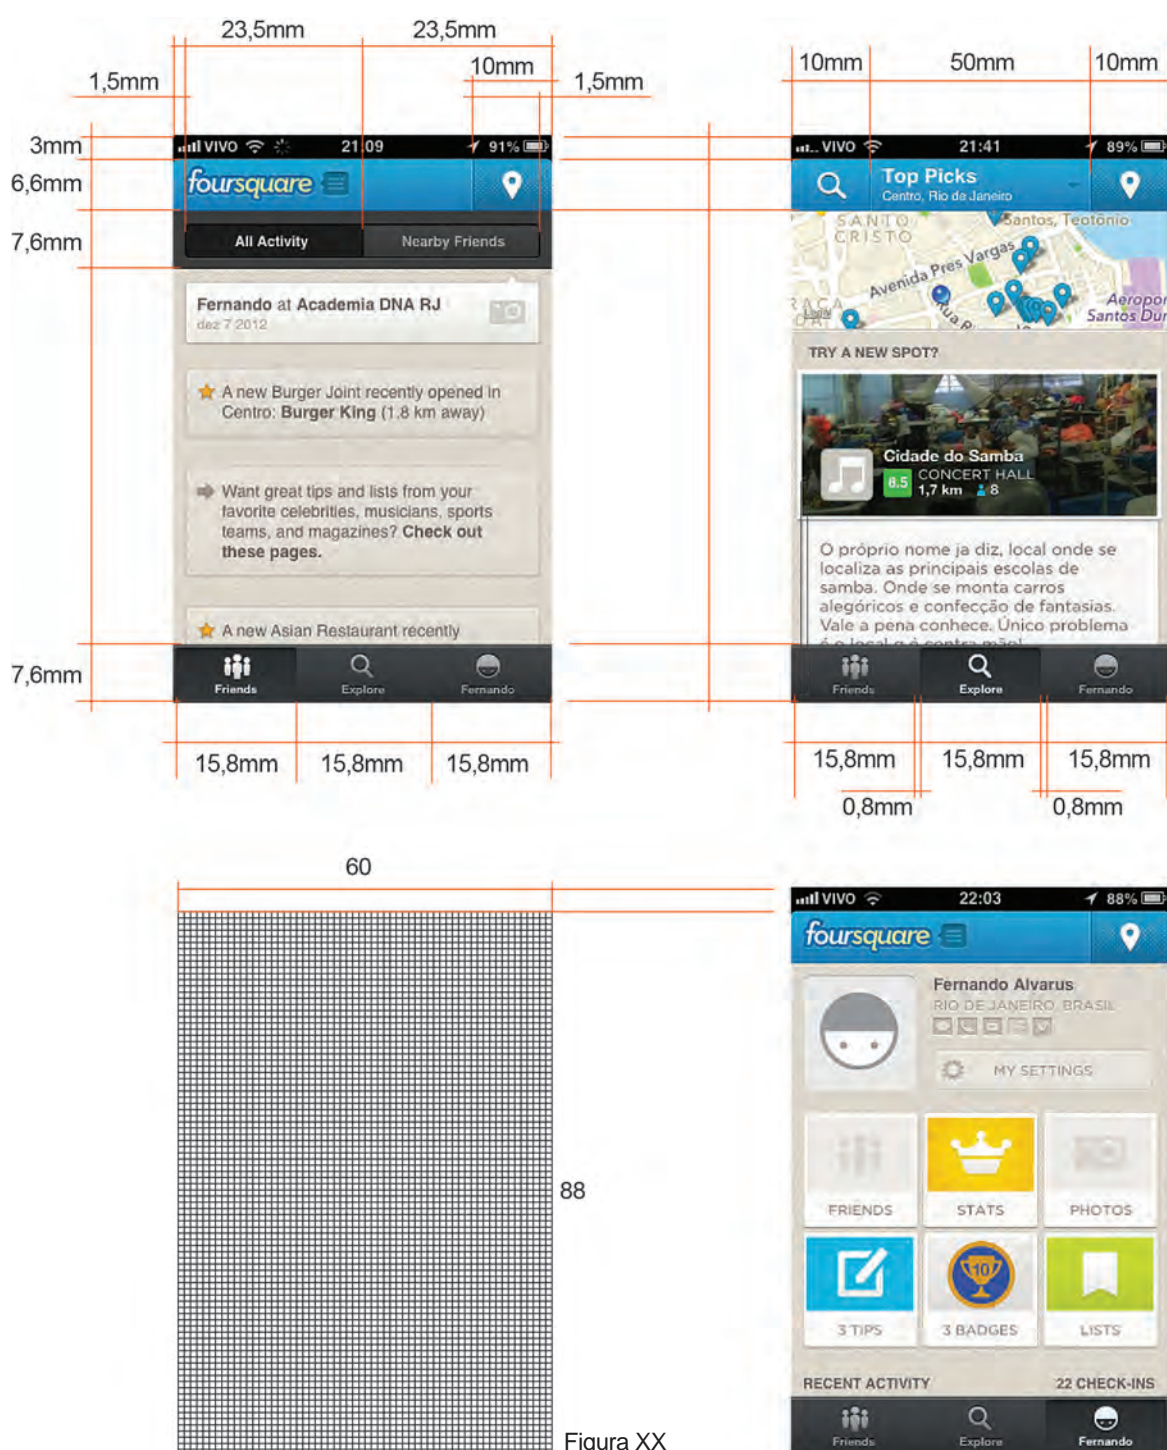 23,5mm
23,5mm
10mm
1,5mm
1,5mm
3mm
6,6mm
7,6mm
VIVO
21:09
91%
foursquare
All Activity
Nearby Friends
Fernando at Academia DNA RJ
dez 7 2012
A new Burger Joint recently opened in
Centro: Burger King (1.8 km away)
Want great tips and lists from your
favorite celebrities, musicians, sports
teams, and magazines? Check out
these pages.
A new Asian Restaurant recently
7,6mm
Friends
Explore
Fernando
15,8mm
15,8mm
15,8mm
10mm
50mm
10mm
VIVO
21:41
89%
Top Picks
Centro, Rio de Janeiro
SANTO
CRISTO
Santos, Teotônio
Avenida Pres Vargas
Aeropor
Santos Dur
Legal
TRY A NEW SPOT?
Cidade do Samba
8.5
CONCERT HALL
1,7 km
8
O próprio nome ja diz, local onde se
localiza as principais escolas de
samba. Onde se monta carros
alegóricos e confecção de fantasias.
Vale a pena conhece. Único problema
é o local q é contra mão!
Friends
Explore
Fernando
15,8mm
15,8mm
15,8mm
0,8mm
0,8mm
60
88
Figura XX
VIVO
22:03
88%
foursquare
Fernando Alvarus
RIO DE JANEIRO, BRASIL
MY SETTINGS
FRIENDS
STATS
PHOTOS
10
3 TIPS
3 BADGES
LISTS
RECENT ACTIVITY
22 CHECK-INS
Friends
Explore
Fernando